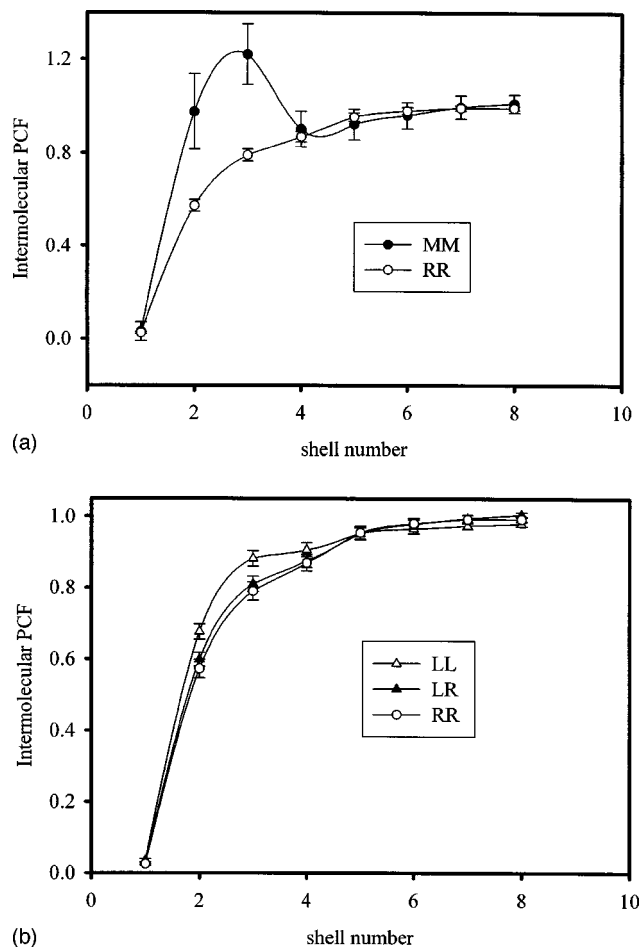 1.2
0.8
0.4
0.0
Intermolecular PCF
MM
RR
0 2 4 6 8 10
shell number
(a)
1.0
0.8
0.6
0.4
0.2
0.0
Intermolecular PCF
LL
LR
RR
0 2 4 6 8 10
shell number
(b)